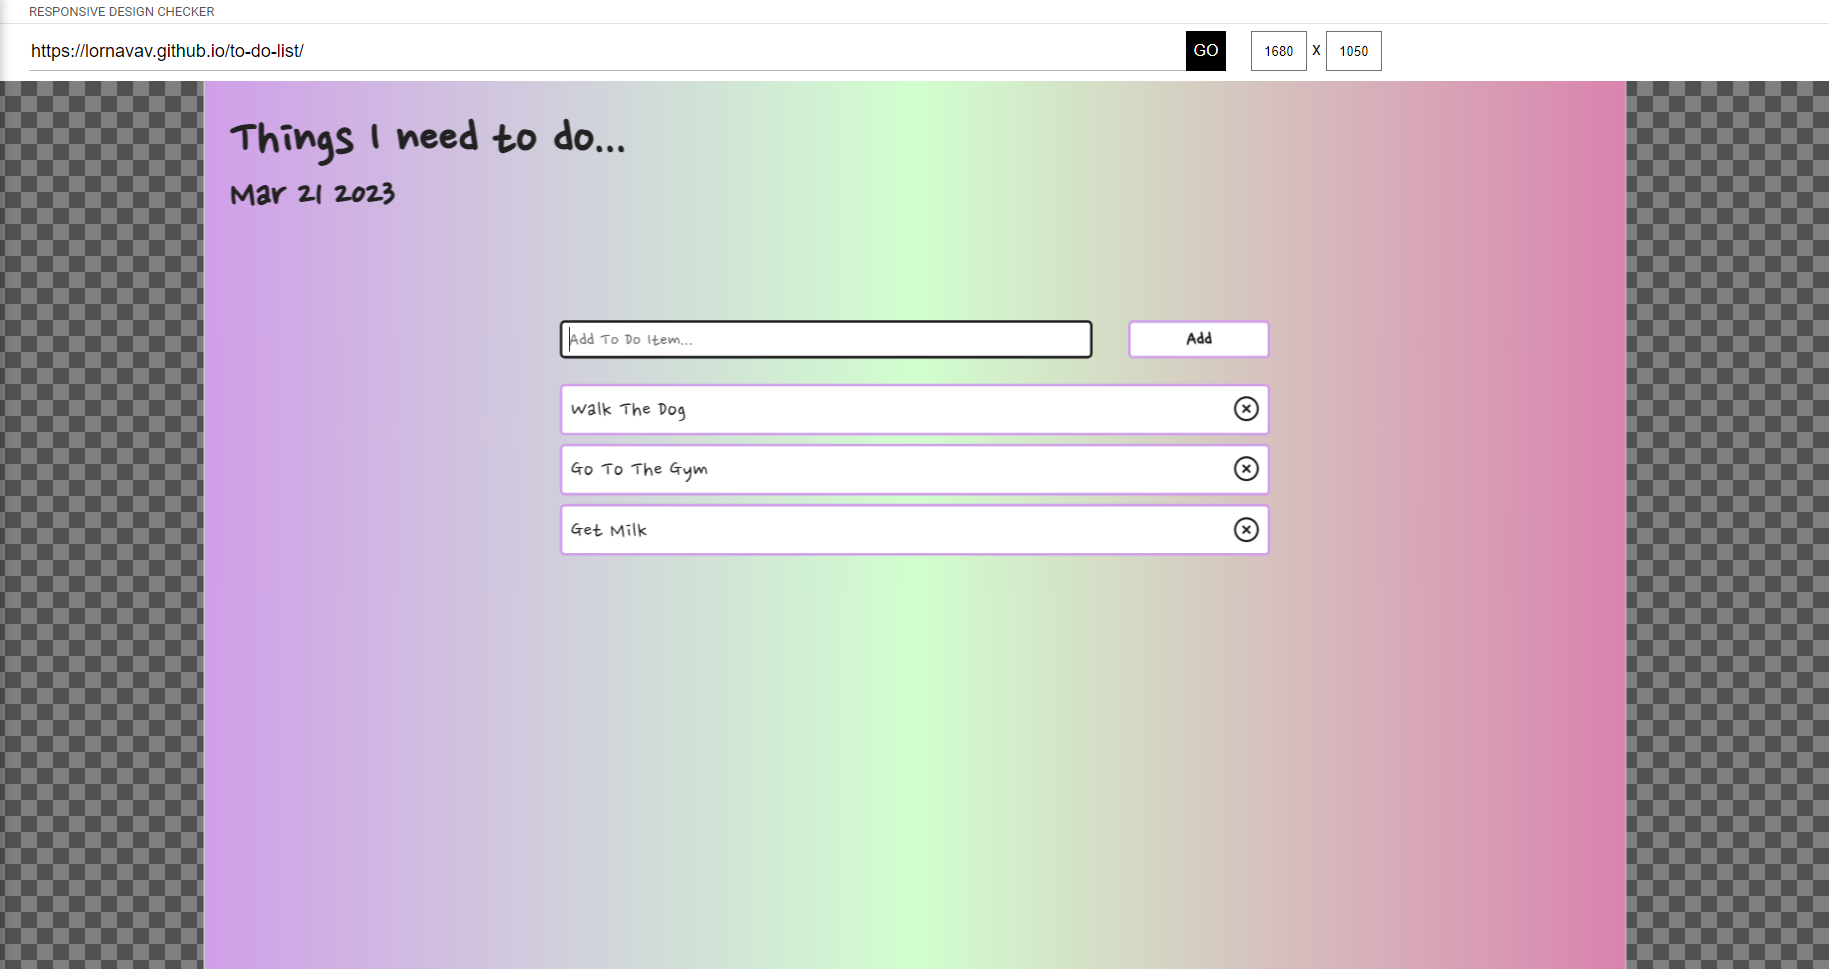 RESPONSIVE DESIGN CHECKER
https://lornavav.github.io/to-do-list/ GO 1680 X 1050
Things I need to do...
Mar 21 2023
Add To Do Item... Add
Walk The Dog
Go To The Gym
Get Milk